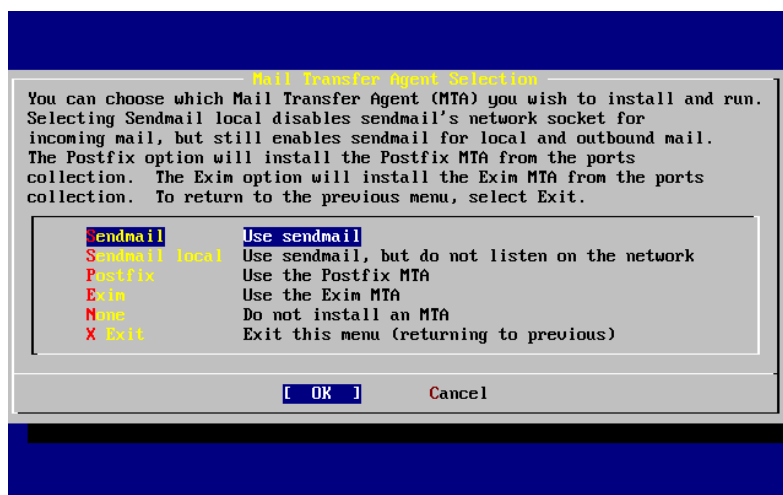 Mail Transfer Agent Selection
You can choose which Mail Transfer Agent (MTA) you wish to install and run.
Selecting Sendmail local disables sendmail's network socket for
incoming mail, but still enables sendmail for local and outbound mail.
The Postfix option will install the Postfix MTA from the ports
collection.  The Exim option will install the Exim MTA from the ports
collection.  To return to the previous menu, select Exit.
Sendmail Use sendmail
Sendmail local Use sendmail, but do not listen on the network
Postfix Use the Postfix MTA
Exim Use the Exim MTA
None Do not install an MTA
X Exit Exit this menu (returning to previous)
[ OK ] Cancel